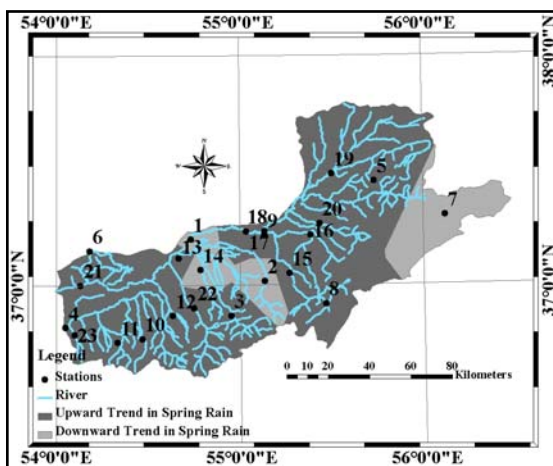 54°0'0"E 55°0'0"E 56°0'0"E
38°0'0"N
N
W E
S
19
5
7
20
18 9
1
17 16
6
13
14
15
2
21
37°0'0"N 37°0'0"N
8
22
12 3
4
23
11 10
Legend
Stations
River
Upward Trend in Spring Rain
Downward Trend in Spring Rain
0 10 20 40 60 80
Kilometers
54°0'0"E 55°0'0"E 56°0'0"E